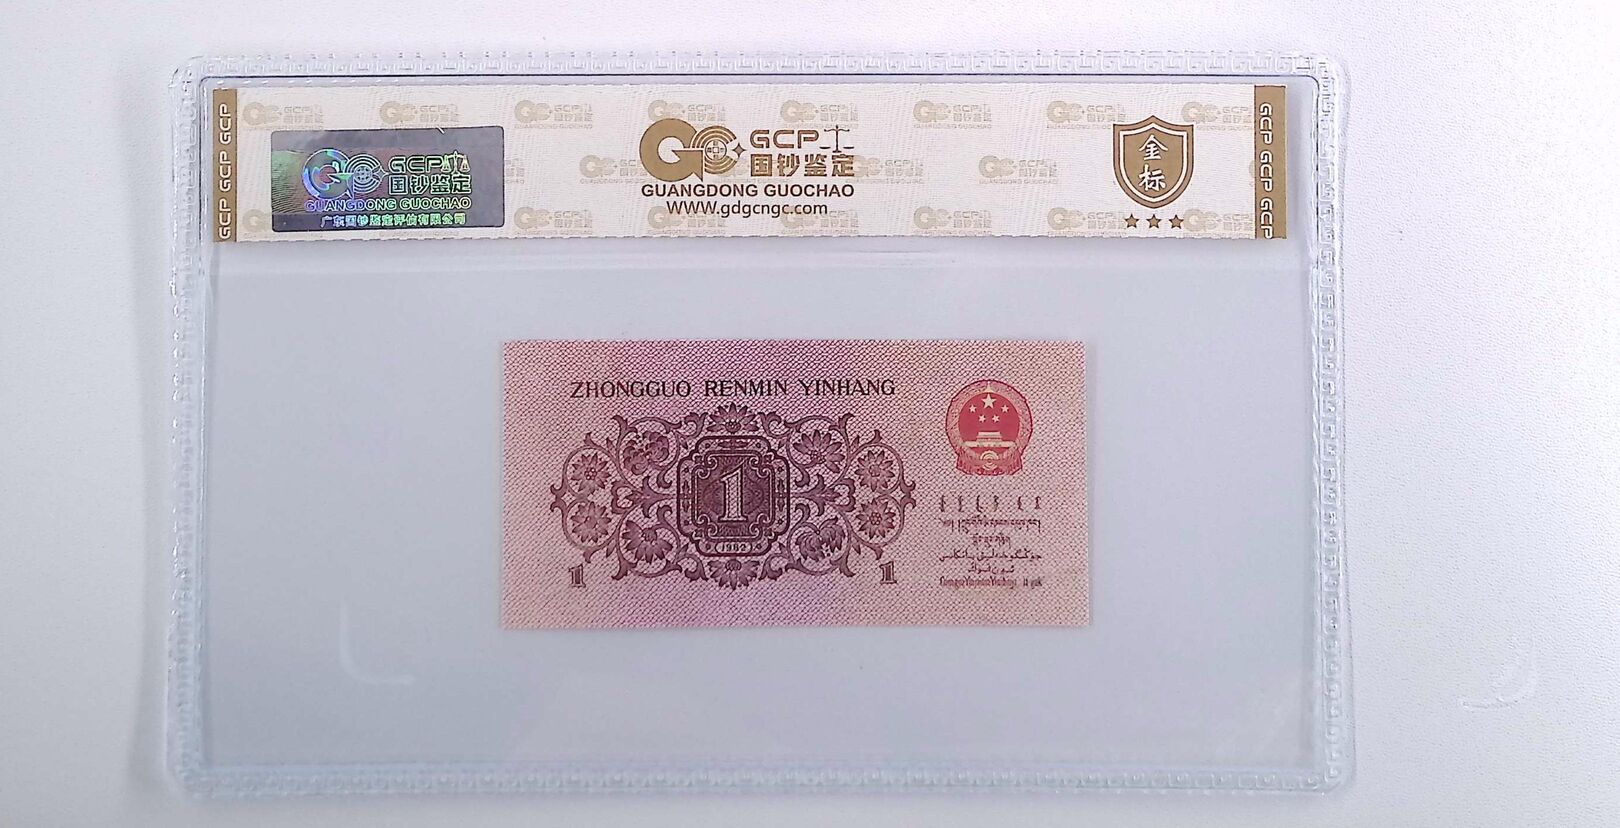 GCP GCP GCP
GCP
国钞鉴定
GUANGDONG GUOCHAO
广东国钞鉴定评估有限公司
GCP
国钞鉴定
GUANGDONG GUOCHAO
WWW.gdgcngc.com
金标
GCP GCP GCP
ZHONGGUO RENMIN YINHANG
1
(1962)
1
1